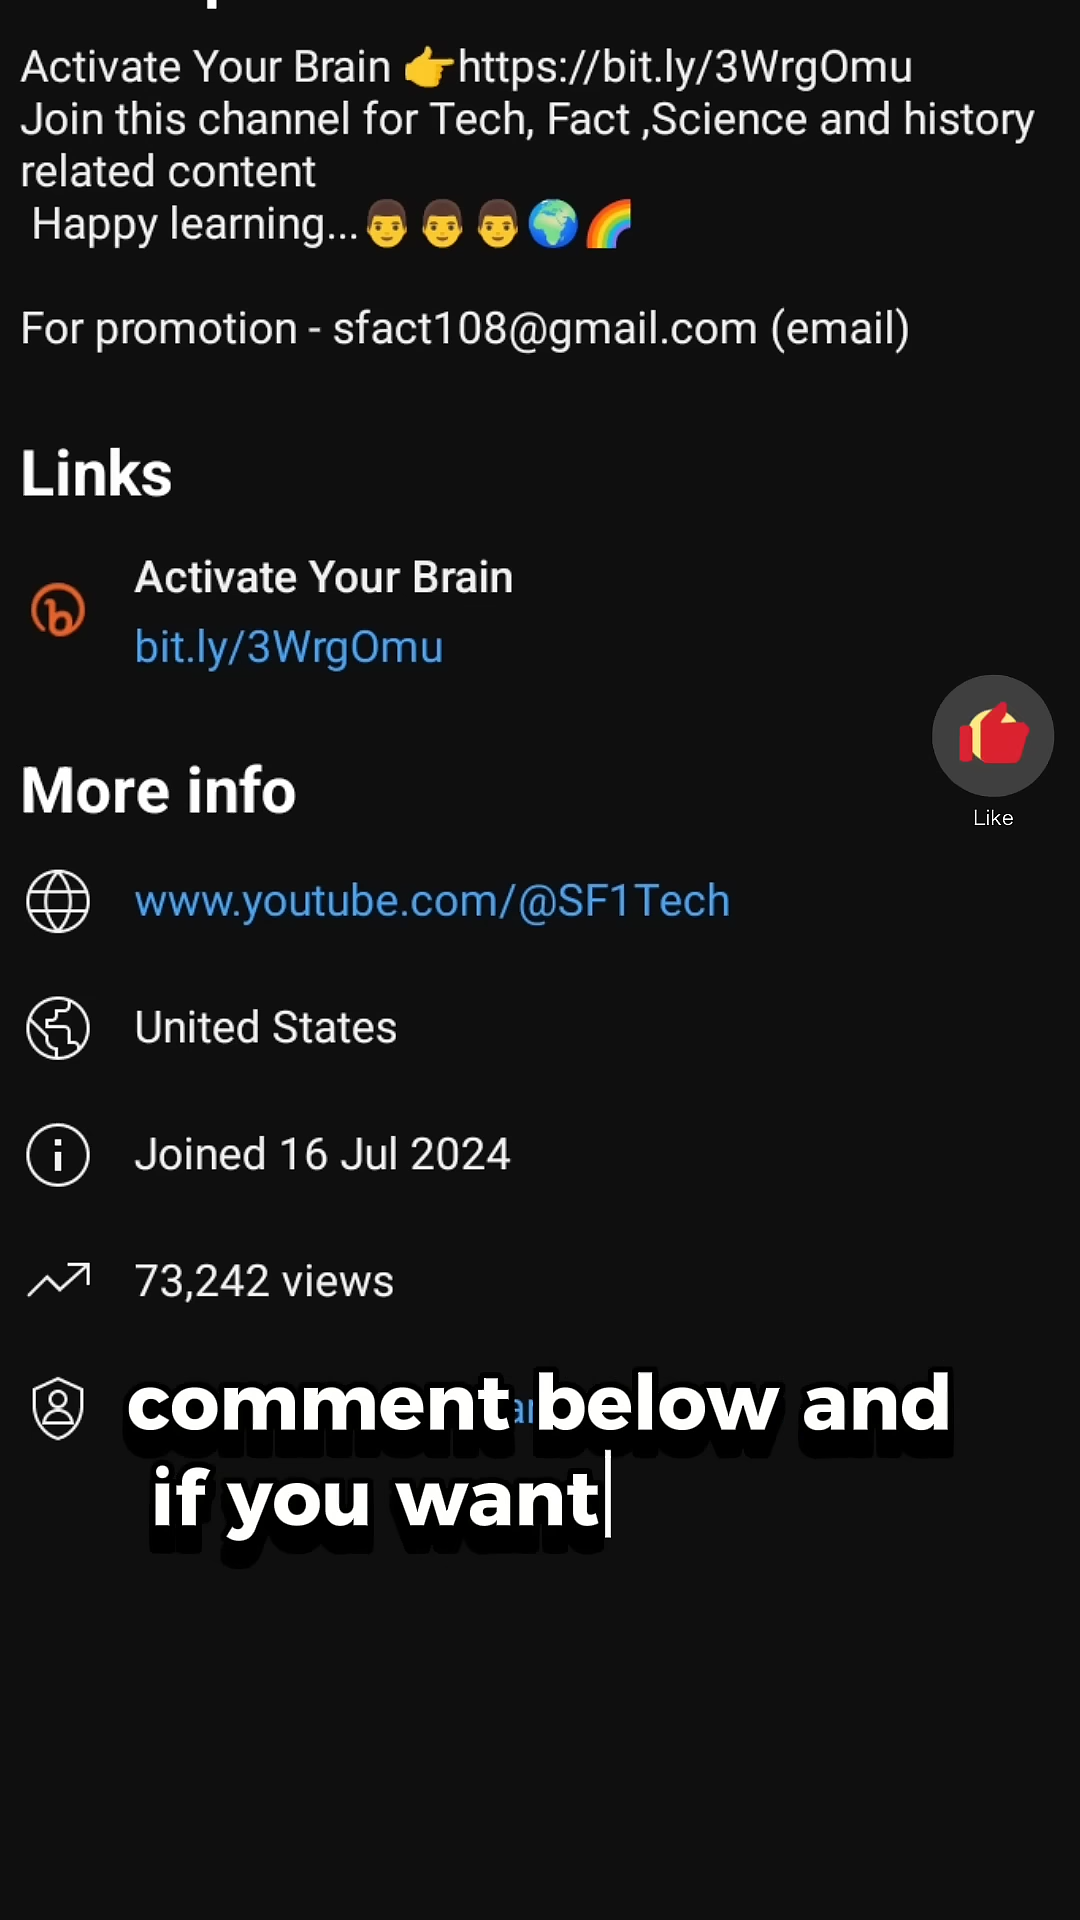 Activate Your Brain 👉https://bit.ly/3WrgOmu
Join this channel for Tech, Fact ,Science and history
related content
Happy learning...👨👨👨🌍🌈
For promotion - sfact108@gmail.com (email)
Links
Activate Your Brain
bit.ly/3WrgOmu
Like
More info
www.youtube.com/@SF1Tech
United States
Joined 16 Jul 2024
73,242 views
comment below and
if you want